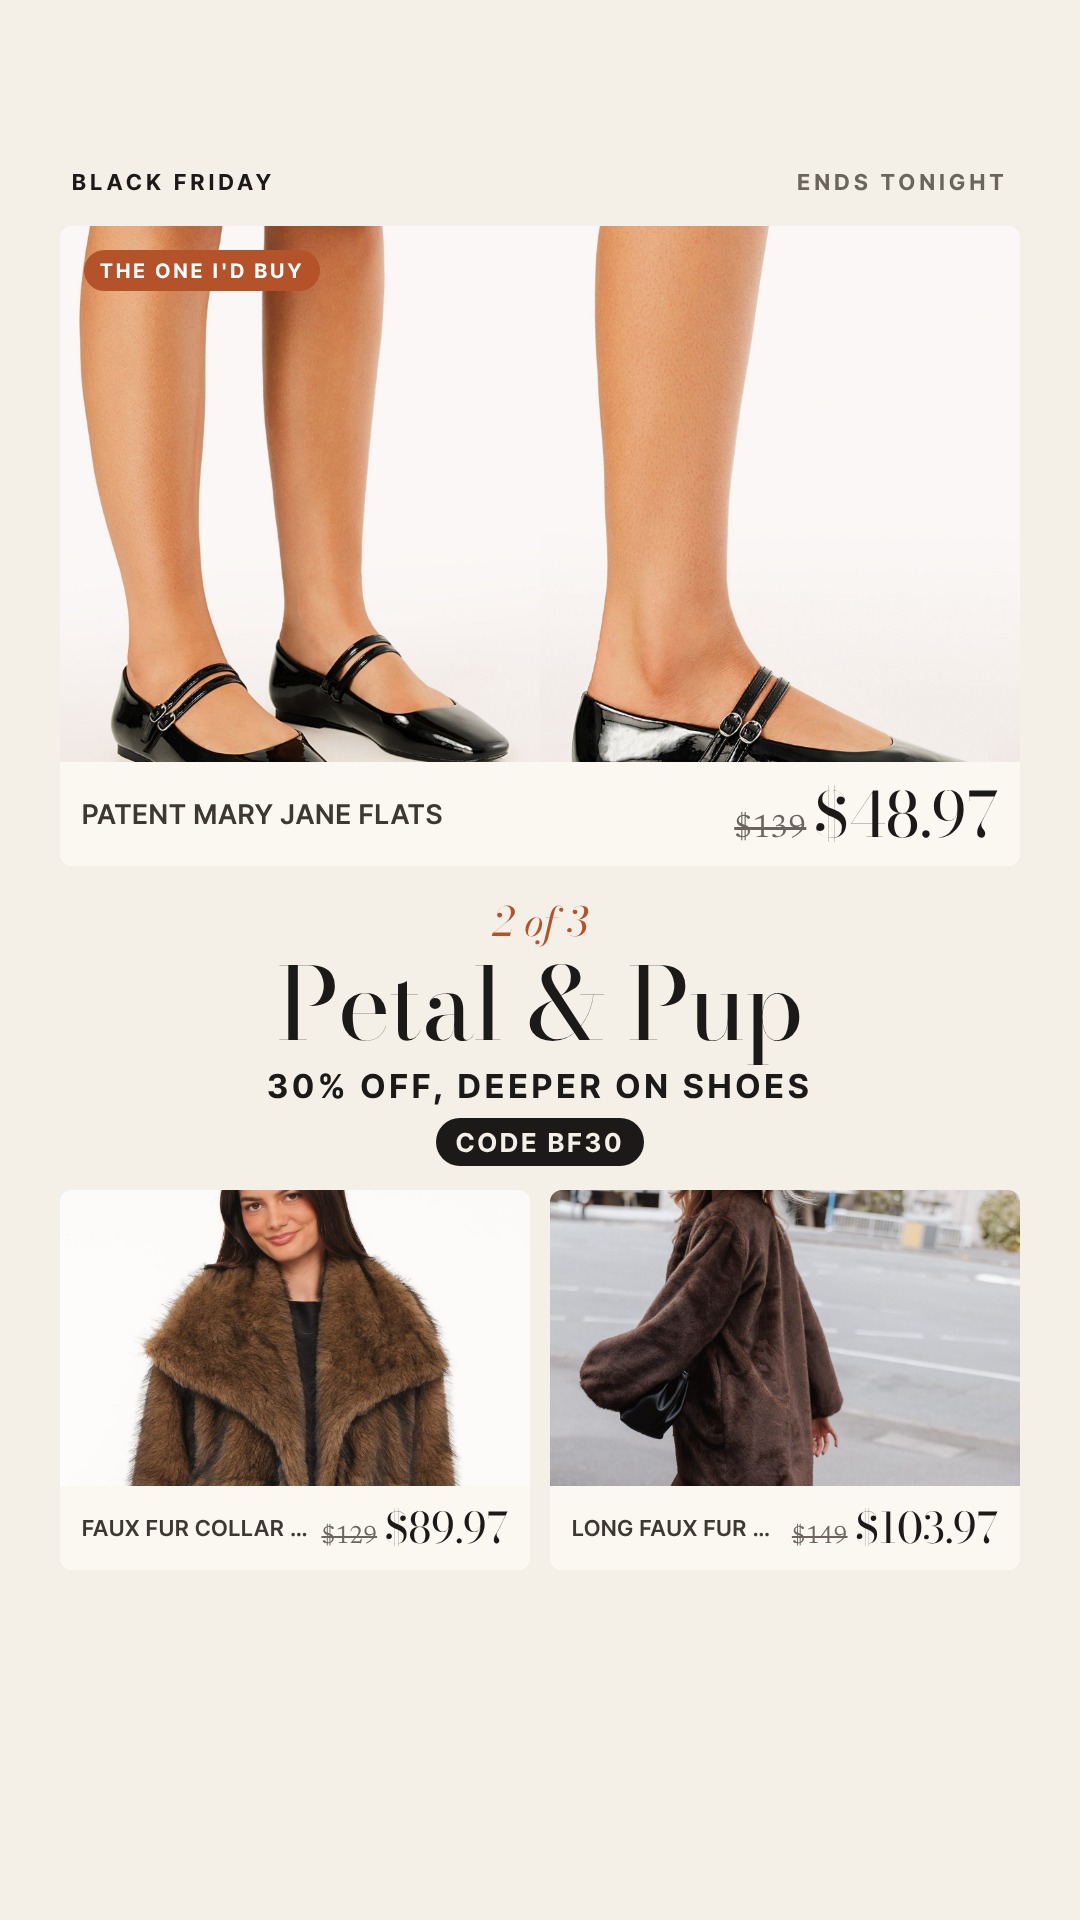 BLACK FRIDAY
ENDS TONIGHT
THE ONE I'D BUY
PATENT MARY JANE FLATS
$139 $48.97
2 of 3
Petal & Pup
30% OFF, DEEPER ON SHOES
CODE BF30
FAUX FUR COLLAR ... $129 $89.97
LONG FAUX FUR ... $149 $103.97